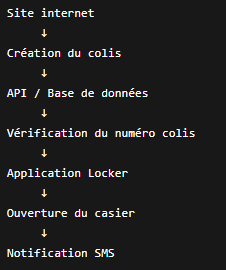 Site internet
↓
Création du colis
↓
API / Base de données
↓
Vérification du numéro colis
↓
Application Locker
↓
Ouverture du casier
↓
Notification SMS